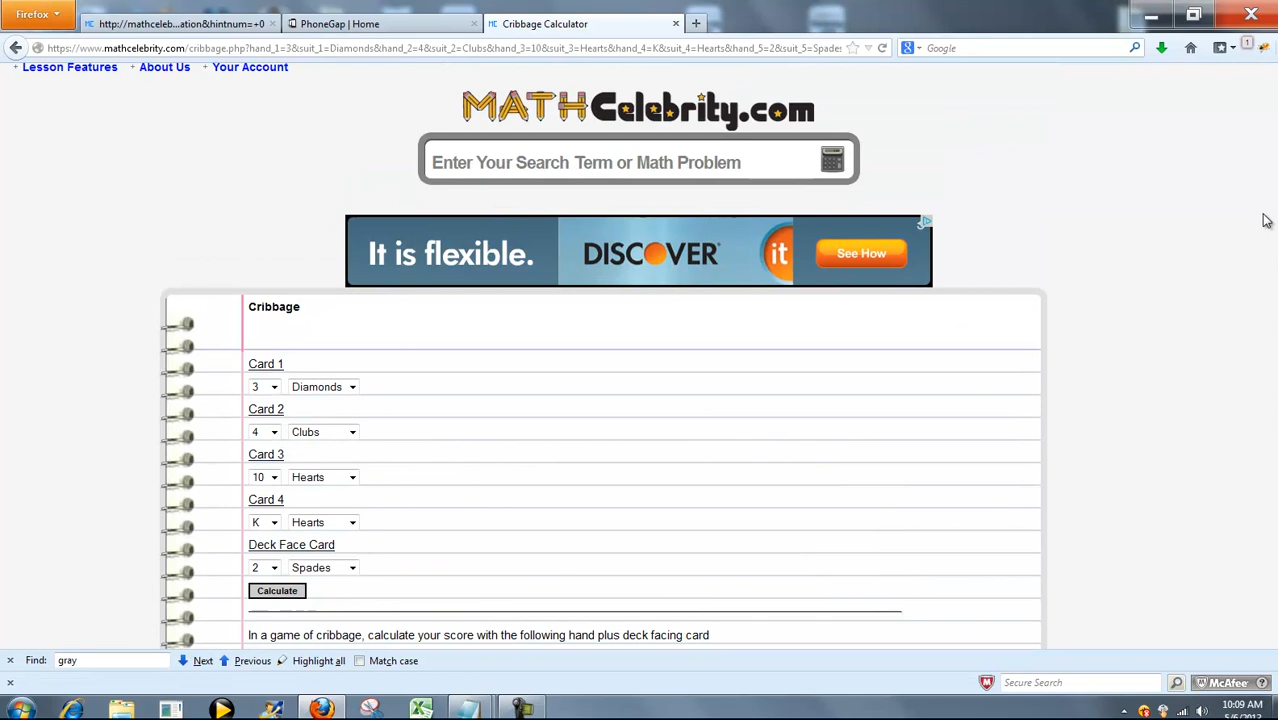 Firefox
http://mathceleb...ation&hintnum=+0
PhoneGap | Home
Cribbage Calculator
https://www.mathcelebrity.com/cribbage.php?hand_1=3&suit_1=Diamonds&hand_2=4&suit_2=Clubs&hand_3=10&suit_3=Hearts&hand_4=K&suit_4=Hearts&hand_5=2&suit_5=Spades
Google
1
Lesson Features
About Us
Your Account
MATHCelebrity.com
Enter Your Search Term or Math Problem
It is flexible.
DISCOVER
it
See How
Cribbage
Card 1
3 Diamonds
Card 2
4 Clubs
Card 3
10 Hearts
Card 4
K Hearts
Deck Face Card
2 Spades
Calculate
In a game of cribbage, calculate your score with the following hand plus deck facing card
Find: gray Next Previous Highlight all Match case
Secure Search
McAfee
10:09 AM
5/6/2013